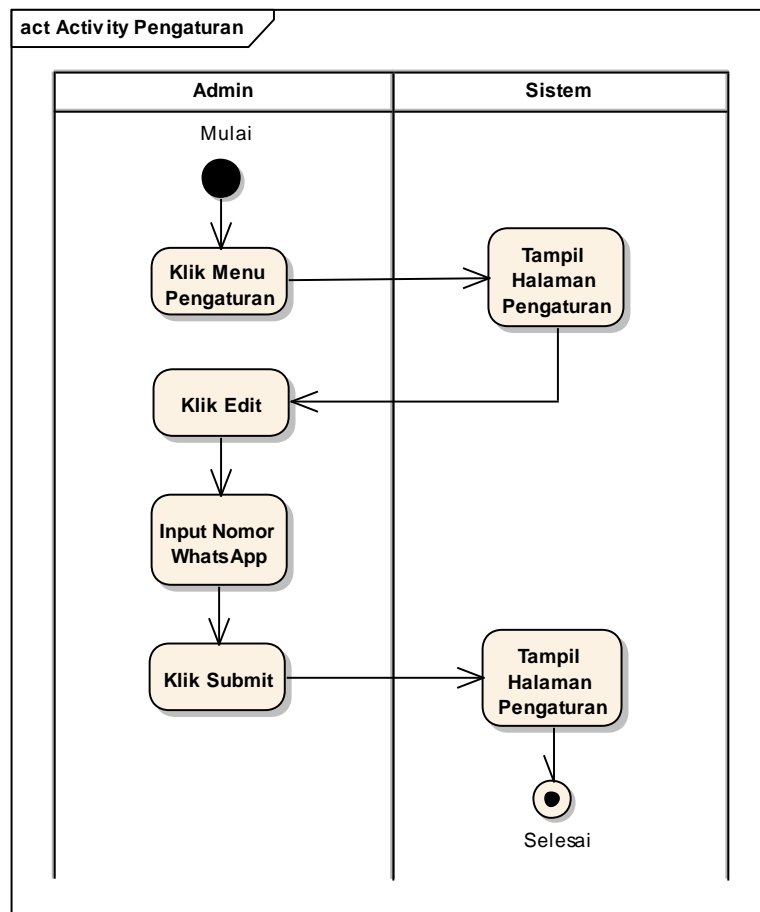 act Activity Pengaturan
Admin
Sistem
Mulai
Klik Menu
Pengaturan
Tampil
Halaman
Pengaturan
Klik Edit
Input Nomor
WhatsApp
Klik Submit
Tampil
Halaman
Pengaturan
Selesai